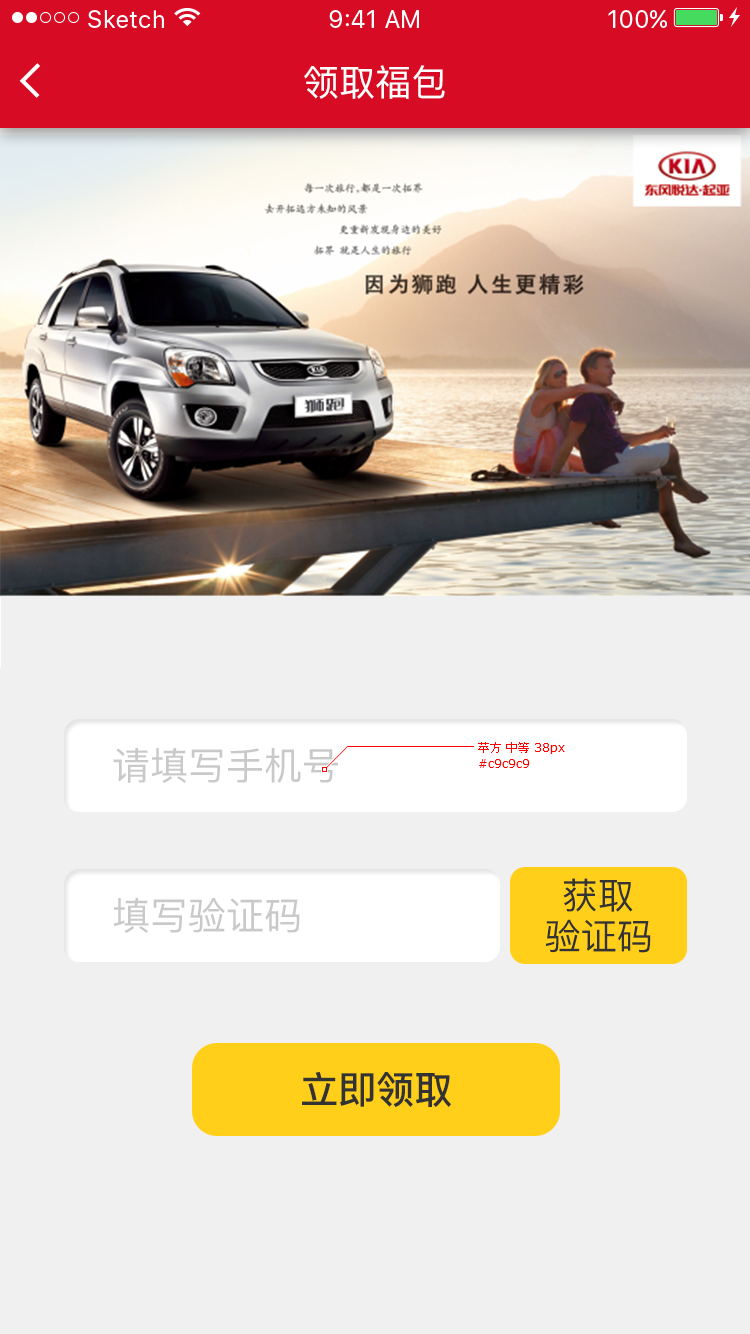 Sketch 9:41 AM 100%
领取福包
KIA
东风悦达·起亚
每一次旅行,都是一次拓界
去开拓远方未知的风景
更重新发现身边的美好
拓界 就是人生的旅行
因为狮跑 人生更精彩
KIA
狮跑
请填写手机号
苹方 中等 38px
#c9c9c9
填写验证码
获取
验证码
立即领取